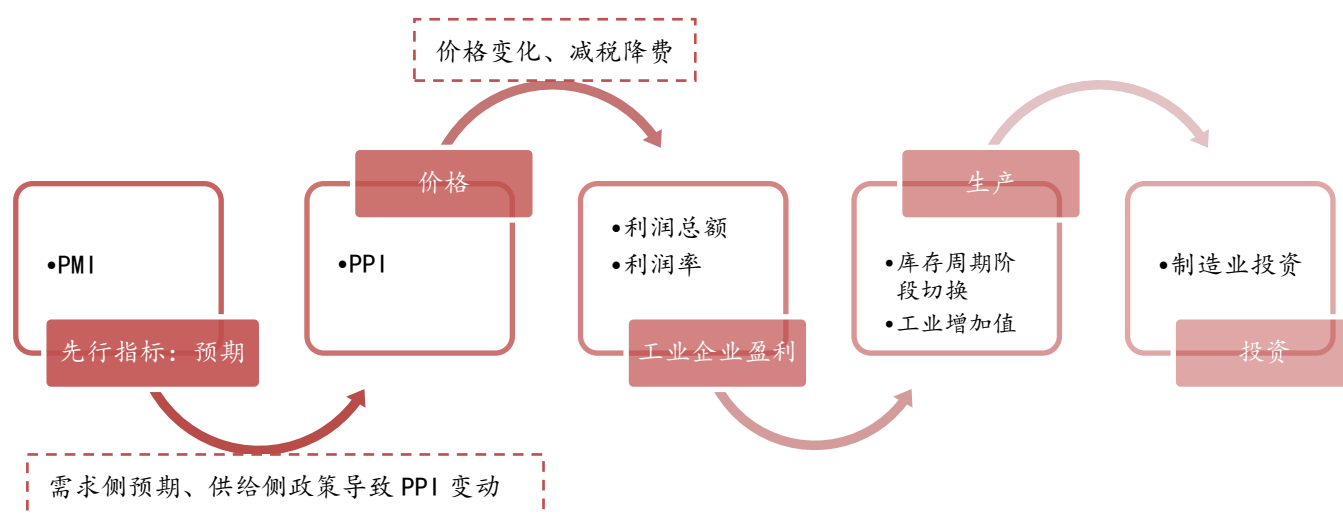 价格变化、减税降费
价格
生产
•PMI
•PPI
•利润总额
•利润率
•库存周期阶
段切换
•工业增加值
•制造业投资
先行指标：预期
工业企业盈利
投资
需求侧预期、供给侧政策导致 PPI 变动